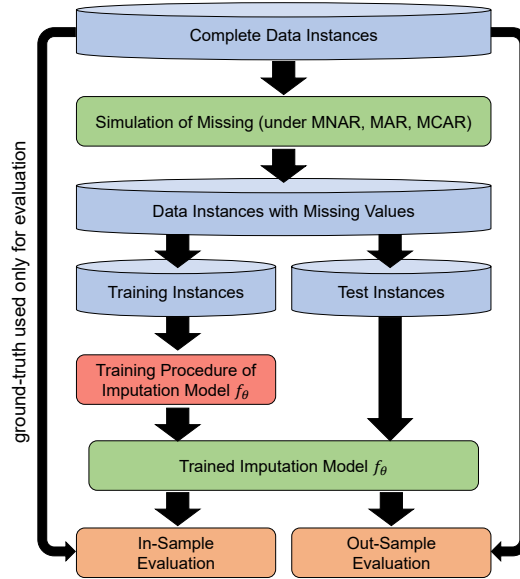 Complete Data Instances
Simulation of Missing (under MNAR, MAR, MCAR)
Data Instances with Missing Values
Training Instances
Test Instances
Training Procedure of
Imputation Model f_θ
Trained Imputation Model f_θ
In-Sample
Evaluation
Out-Sample
Evaluation
ground-truth used only for evaluation